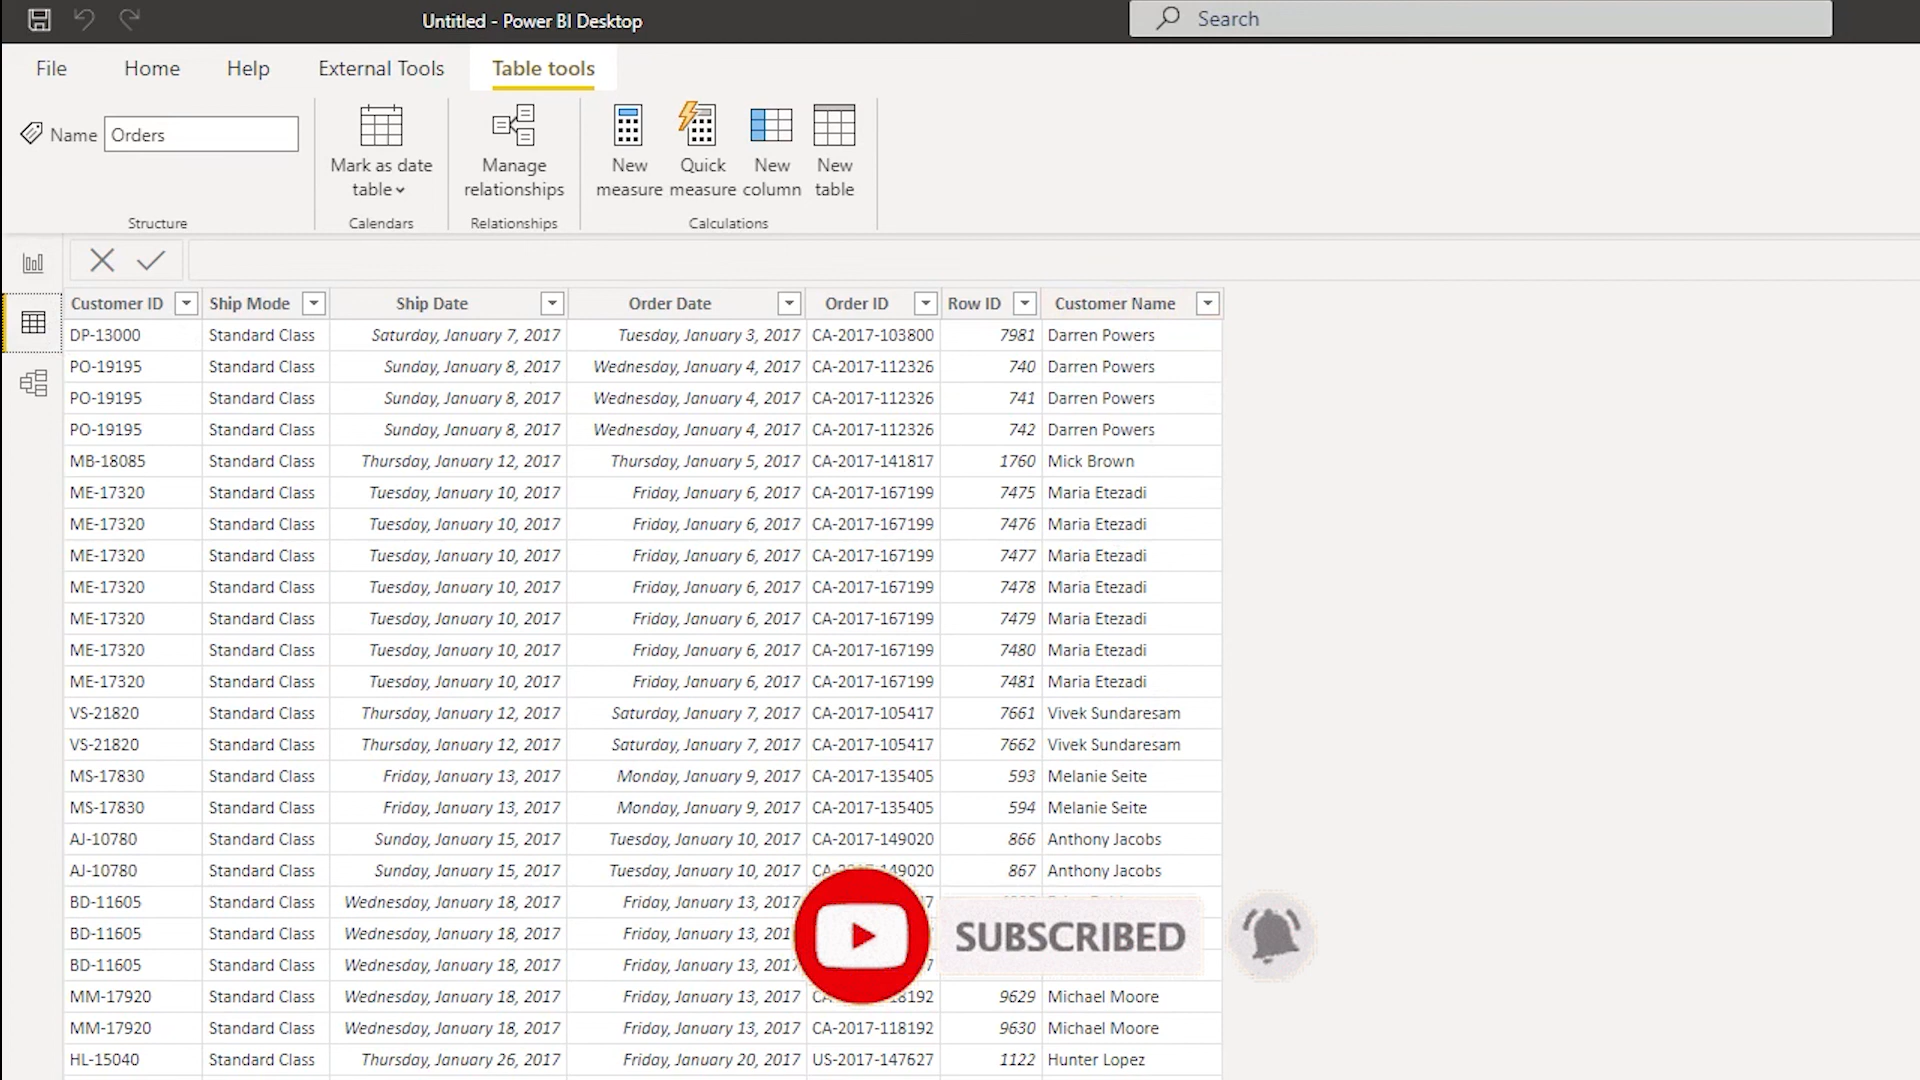 Untitled - Power BI Desktop
Search
File Home Help External Tools Table tools
Name Orders
Mark as date table
Manage relationships
New measure
Quick measure
New column
New table
Structure Calendars Relationships Calculations
Customer ID Ship Mode Ship Date Order Date Order ID Row ID Customer Name
DP-13000 Standard Class Saturday, January 7, 2017 Tuesday, January 3, 2017 CA-2017-103800 7981 Darren Powers
PO-19195 Standard Class Sunday, January 8, 2017 Wednesday, January 4, 2017 CA-2017-112326 740 Darren Powers
PO-19195 Standard Class Sunday, January 8, 2017 Wednesday, January 4, 2017 CA-2017-112326 741 Darren Powers
PO-19195 Standard Class Sunday, January 8, 2017 Wednesday, January 4, 2017 CA-2017-112326 742 Darren Powers
MB-18085 Standard Class Thursday, January 12, 2017 Thursday, January 5, 2017 CA-2017-141817 1760 Mick Brown
ME-17320 Standard Class Tuesday, January 10, 2017 Friday, January 6, 2017 CA-2017-167199 7475 Maria Etezadi
ME-17320 Standard Class Tuesday, January 10, 2017 Friday, January 6, 2017 CA-2017-167199 7476 Maria Etezadi
ME-17320 Standard Class Tuesday, January 10, 2017 Friday, January 6, 2017 CA-2017-167199 7477 Maria Etezadi
ME-17320 Standard Class Tuesday, January 10, 2017 Friday, January 6, 2017 CA-2017-167199 7478 Maria Etezadi
ME-17320 Standard Class Tuesday, January 10, 2017 Friday, January 6, 2017 CA-2017-167199 7479 Maria Etezadi
ME-17320 Standard Class Tuesday, January 10, 2017 Friday, January 6, 2017 CA-2017-167199 7480 Maria Etezadi
ME-17320 Standard Class Tuesday, January 10, 2017 Friday, January 6, 2017 CA-2017-167199 7481 Maria Etezadi
VS-21820 Standard Class Thursday, January 12, 2017 Saturday, January 7, 2017 CA-2017-105417 7661 Vivek Sundaresam
VS-21820 Standard Class Thursday, January 12, 2017 Saturday, January 7, 2017 CA-2017-105417 7662 Vivek Sundaresam
MS-17830 Standard Class Friday, January 13, 2017 Monday, January 9, 2017 CA-2017-135405 593 Melanie Seite
MS-17830 Standard Class Friday, January 13, 2017 Monday, January 9, 2017 CA-2017-135405 594 Melanie Seite
AJ-10780 Standard Class Sunday, January 15, 2017 Tuesday, January 10, 2017 CA-2017-149020 866 Anthony Jacobs
AJ-10780 Standard Class Sunday, January 15, 2017 Tuesday, January 10, 2017 867 Anthony Jacobs
BD-11605 Standard Class Wednesday, January 18, 2017 Friday, January 13,
BD-11605 Standard Class Wednesday, January 18, 2017 Friday, January 13,
BD-11605 Standard Class Wednesday, January 18, 2017 Friday, January 13,
SUBSCRIBED
MM-17920 Standard Class Wednesday, January 18, 2017 Friday, January 13, 2017 9629 Michael Moore
MM-17920 Standard Class Wednesday, January 18, 2017 Friday, January 13, 2017 CA-2017-118192 9630 Michael Moore
HL-15040 Standard Class Thursday, January 26, 2017 Friday, January 20, 2017 US-2017-147627 1122 Hunter Lopez